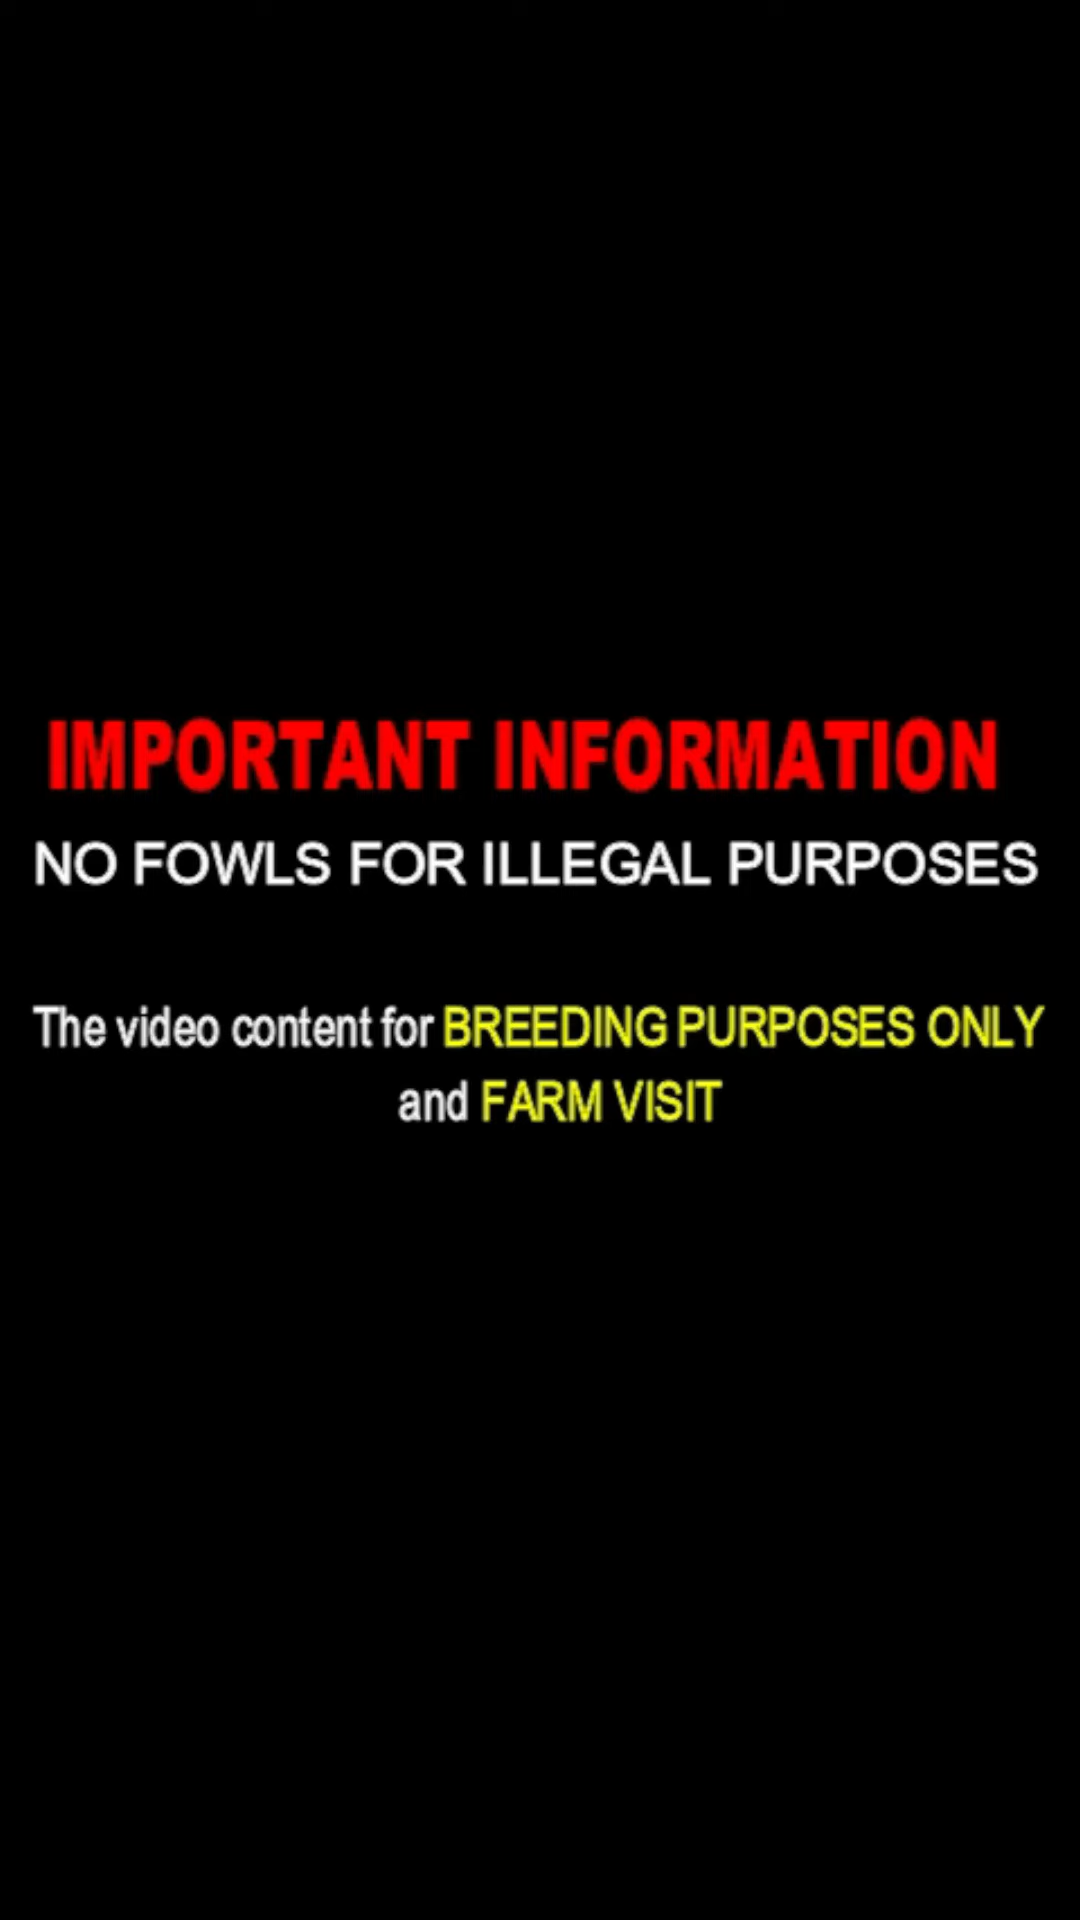 IMPORTANT INFORMATION
NO FOWLS FOR ILLEGAL PURPOSES
The video content for BREEDING PURPOSES ONLY
and FARM VISIT